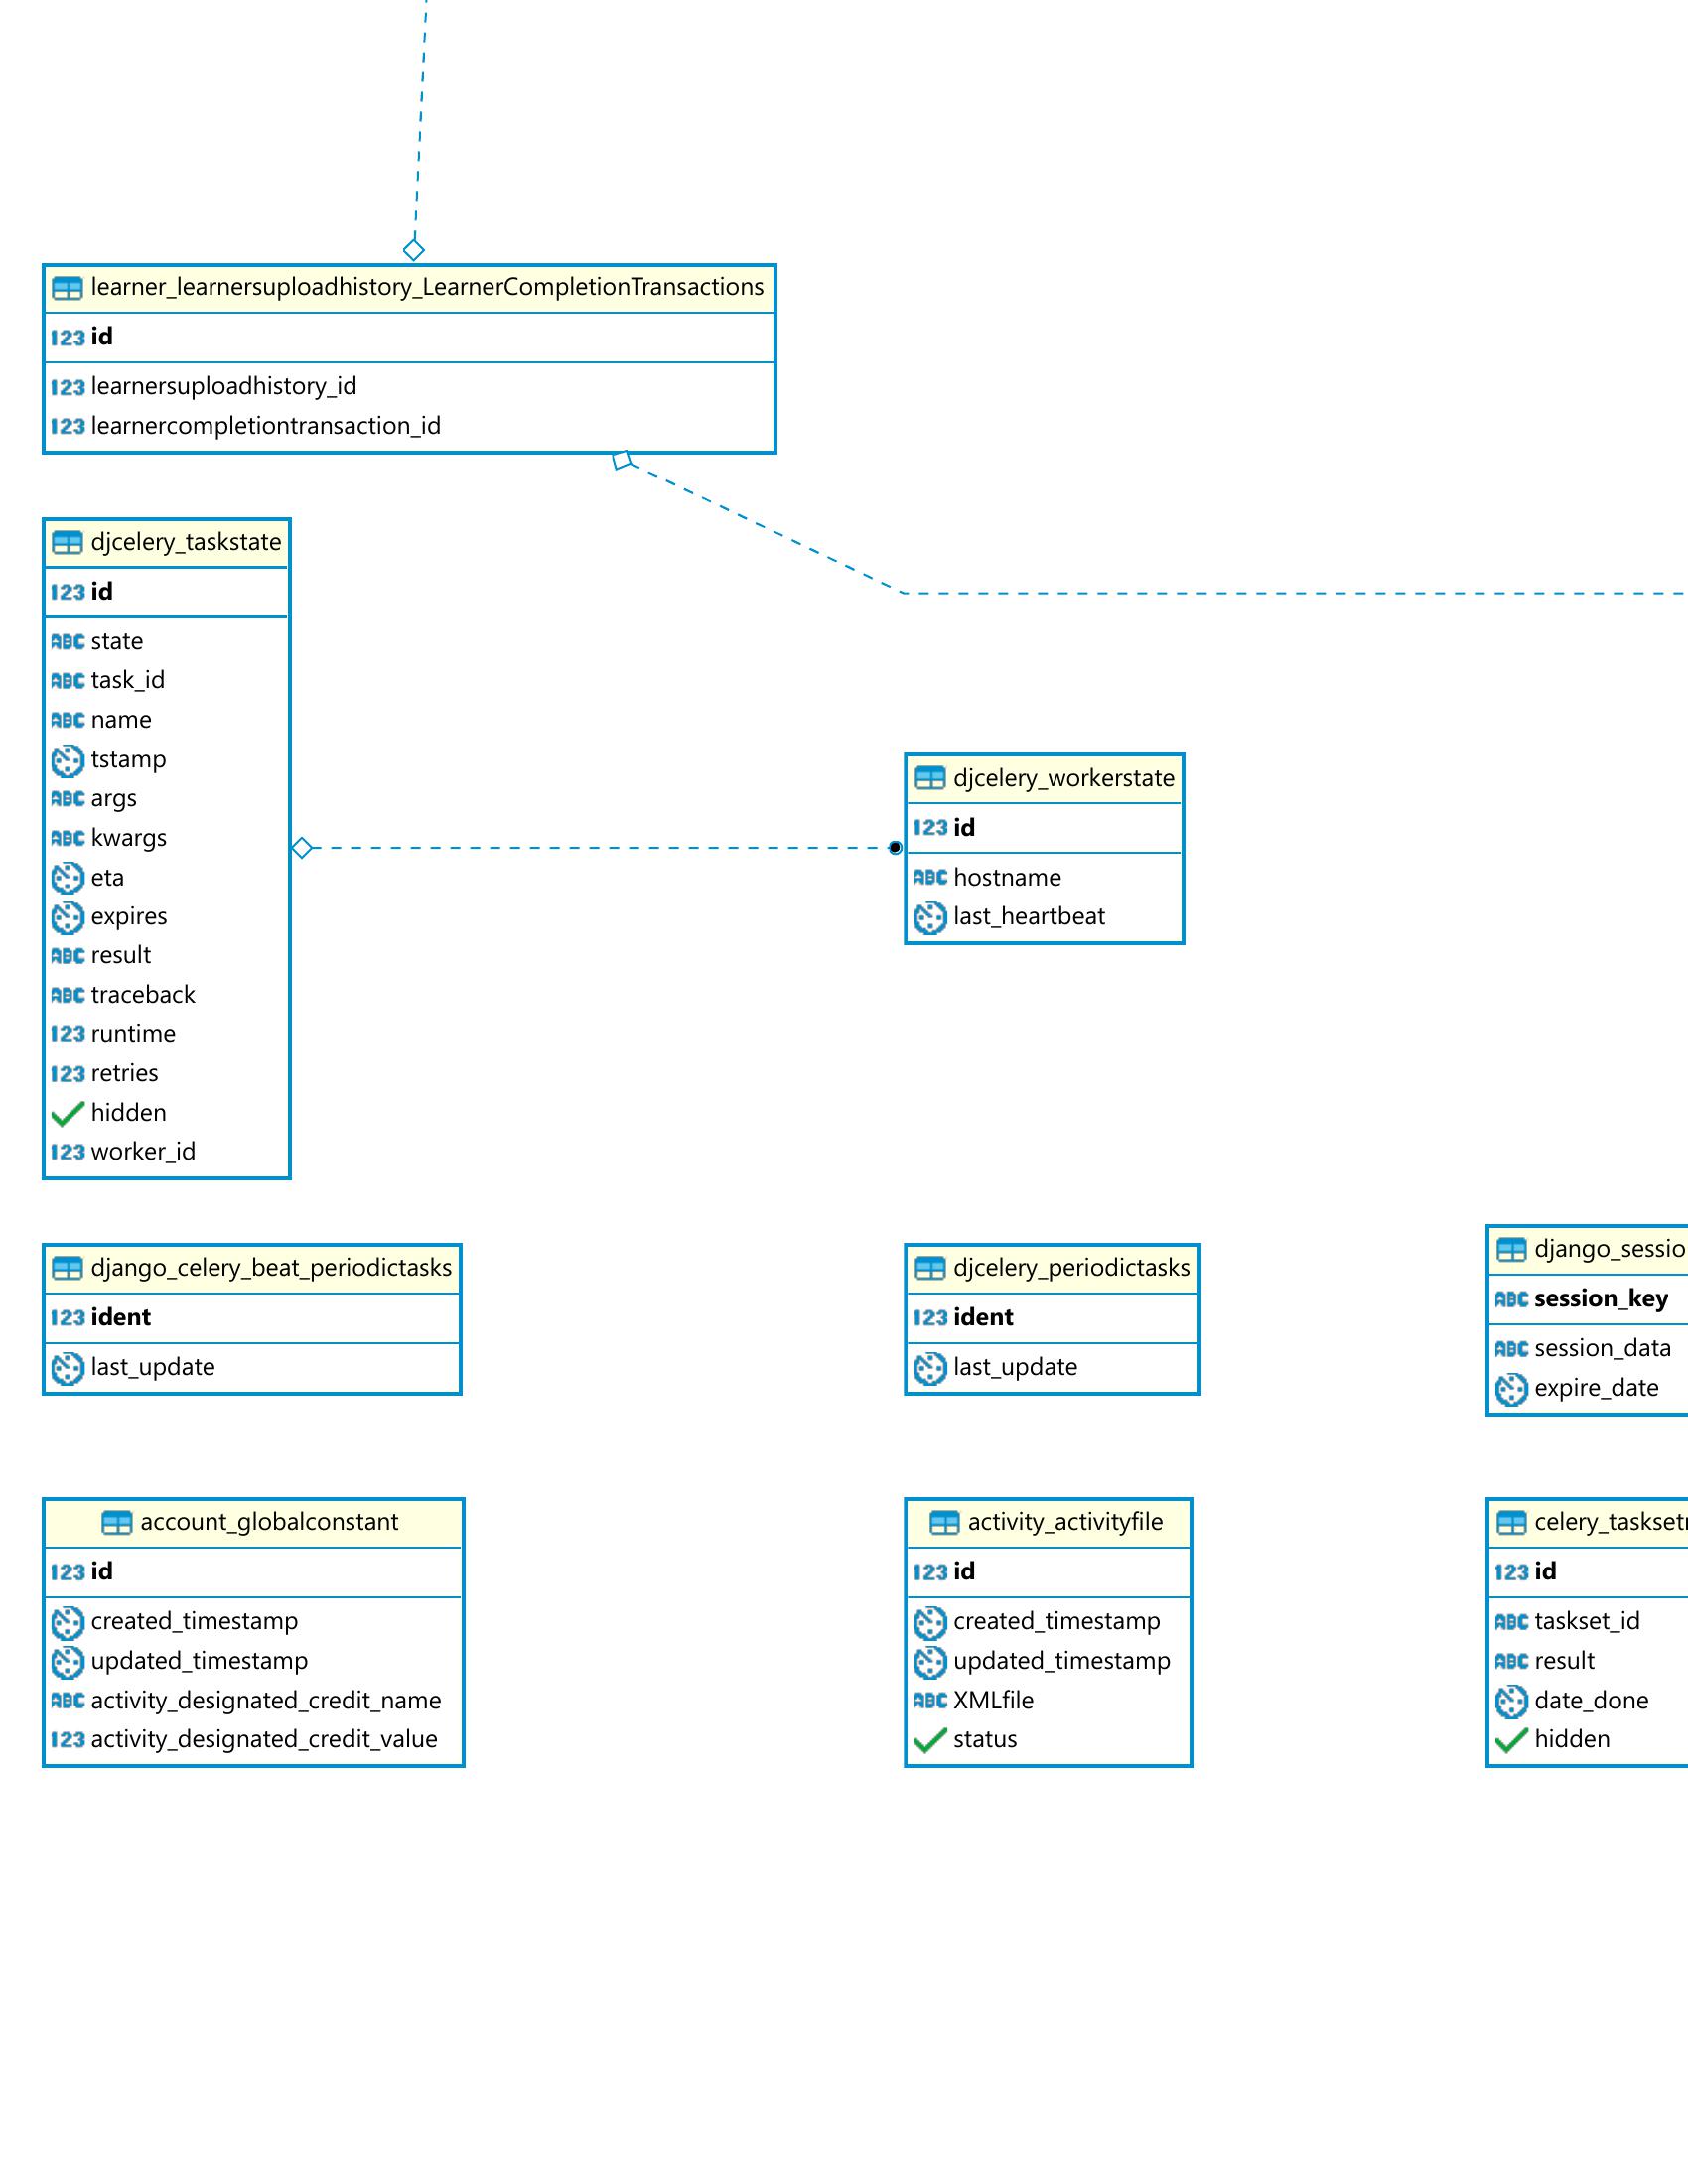 learner_learnersuploadhistory_LearnerCompletionTransactions
123 id
123 learnersuploadhistory_id
123 learnercompletiontransaction_id
djcelery_taskstate
123 id
ABC state
ABC task_id
ABC name
tstamp
ABC args
ABC kwargs
eta
expires
ABC result
ABC traceback
123 runtime
123 retries
hidden
123 worker_id
djcelery_workerstate
123 id
ABC hostname
last_heartbeat
django_celery_beat_periodictasks
123 ident
last_update
djcelery_periodictasks
123 ident
last_update
django_sessio
ABC session_key
ABC session_data
expire_date
account_globalconstant
123 id
created_timestamp
updated_timestamp
ABC activity_designated_credit_name
123 activity_designated_credit_value
activity_activityfile
123 id
created_timestamp
updated_timestamp
ABC XMLfile
status
celery_tasksetr
123 id
ABC taskset_id
ABC result
date_done
hidden